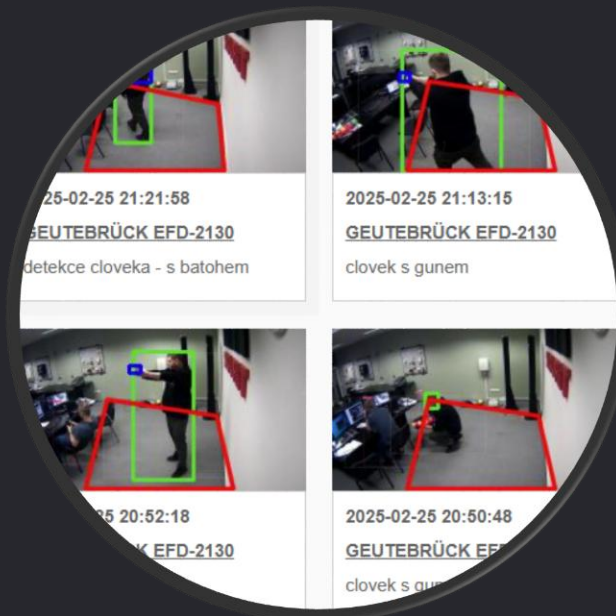 25-02-25 21:21:58
GEUTEBRÜCK EFD-2130
detekce cloveka - s batohem
2025-02-25 21:13:15
GEUTEBRÜCK EFD-2130
clovek s gunem
20:52:18
EFD-2130
2025-02-25 20:50:48
GEUTEBRÜCK
clovek s